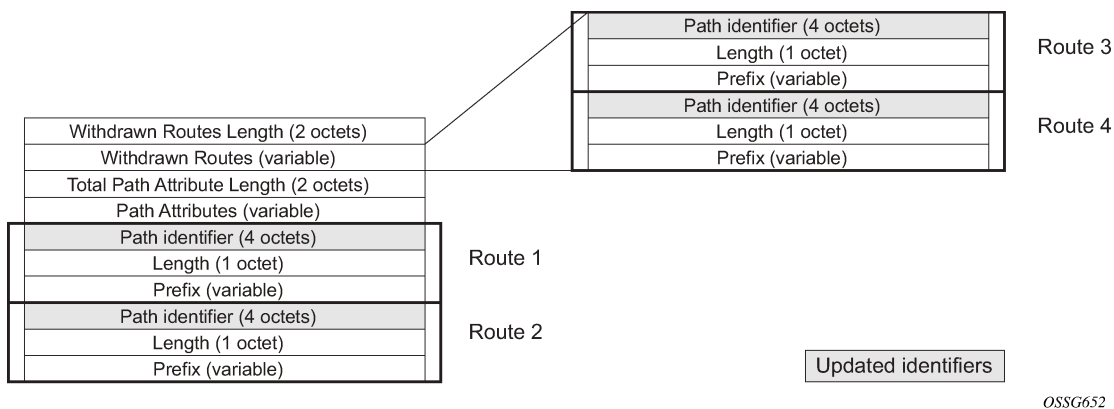 Path identifier (4 octets)
Length (1 octet)
Prefix (variable)
Route 3
Path identifier (4 octets)
Length (1 octet)
Prefix (variable)
Route 4
Withdrawn Routes Length (2 octets)
Withdrawn Routes (variable)
Total Path Attribute Length (2 octets)
Path Attributes (variable)
Path identifier (4 octets)
Length (1 octet)
Prefix (variable)
Route 1
Path identifier (4 octets)
Length (1 octet)
Prefix (variable)
Route 2
Updated identifiers
OSSG652